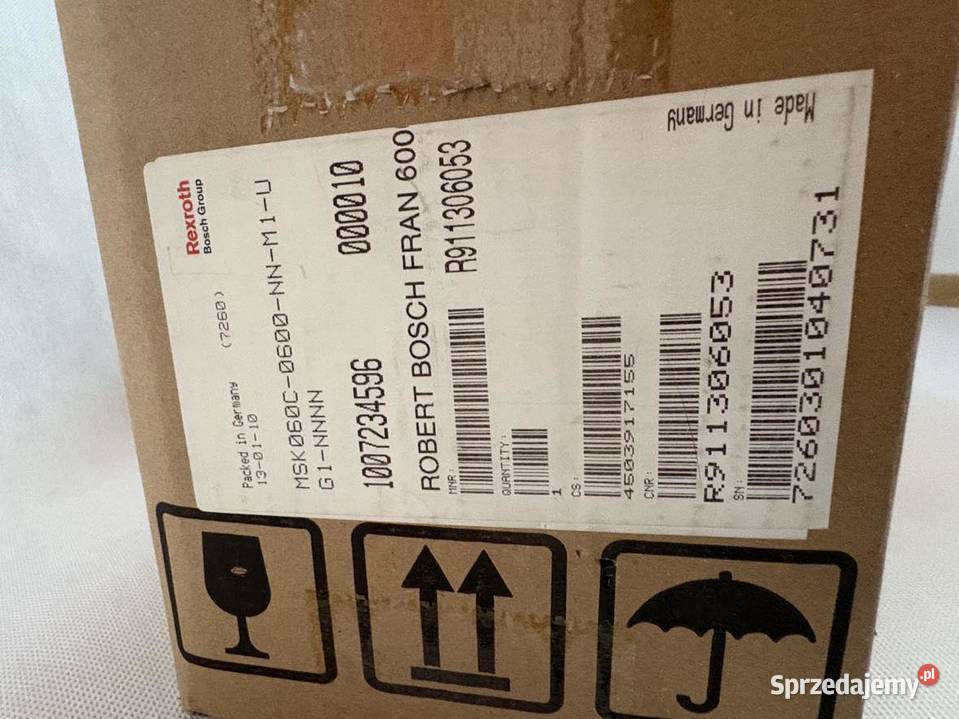 Rexroth
Bosch Group
Packed in Germany (7260)
13-01-10
MSK060C-0600-NN-M1-U
G1-NNNN
1007234596 000010
ROBERT BOSCH FRAN 600
MNR: R911306053
QUANTITY:
1
CS:
4503917155
CNR:
R911306053
SN:
7260301040731
Made in Germany
Sprzedajemy.pl